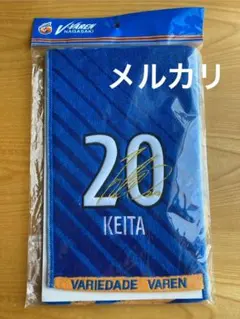 V·VAREN
NAGASAKI
メルカリ
20
KEITA
VARIEDADE VAREN